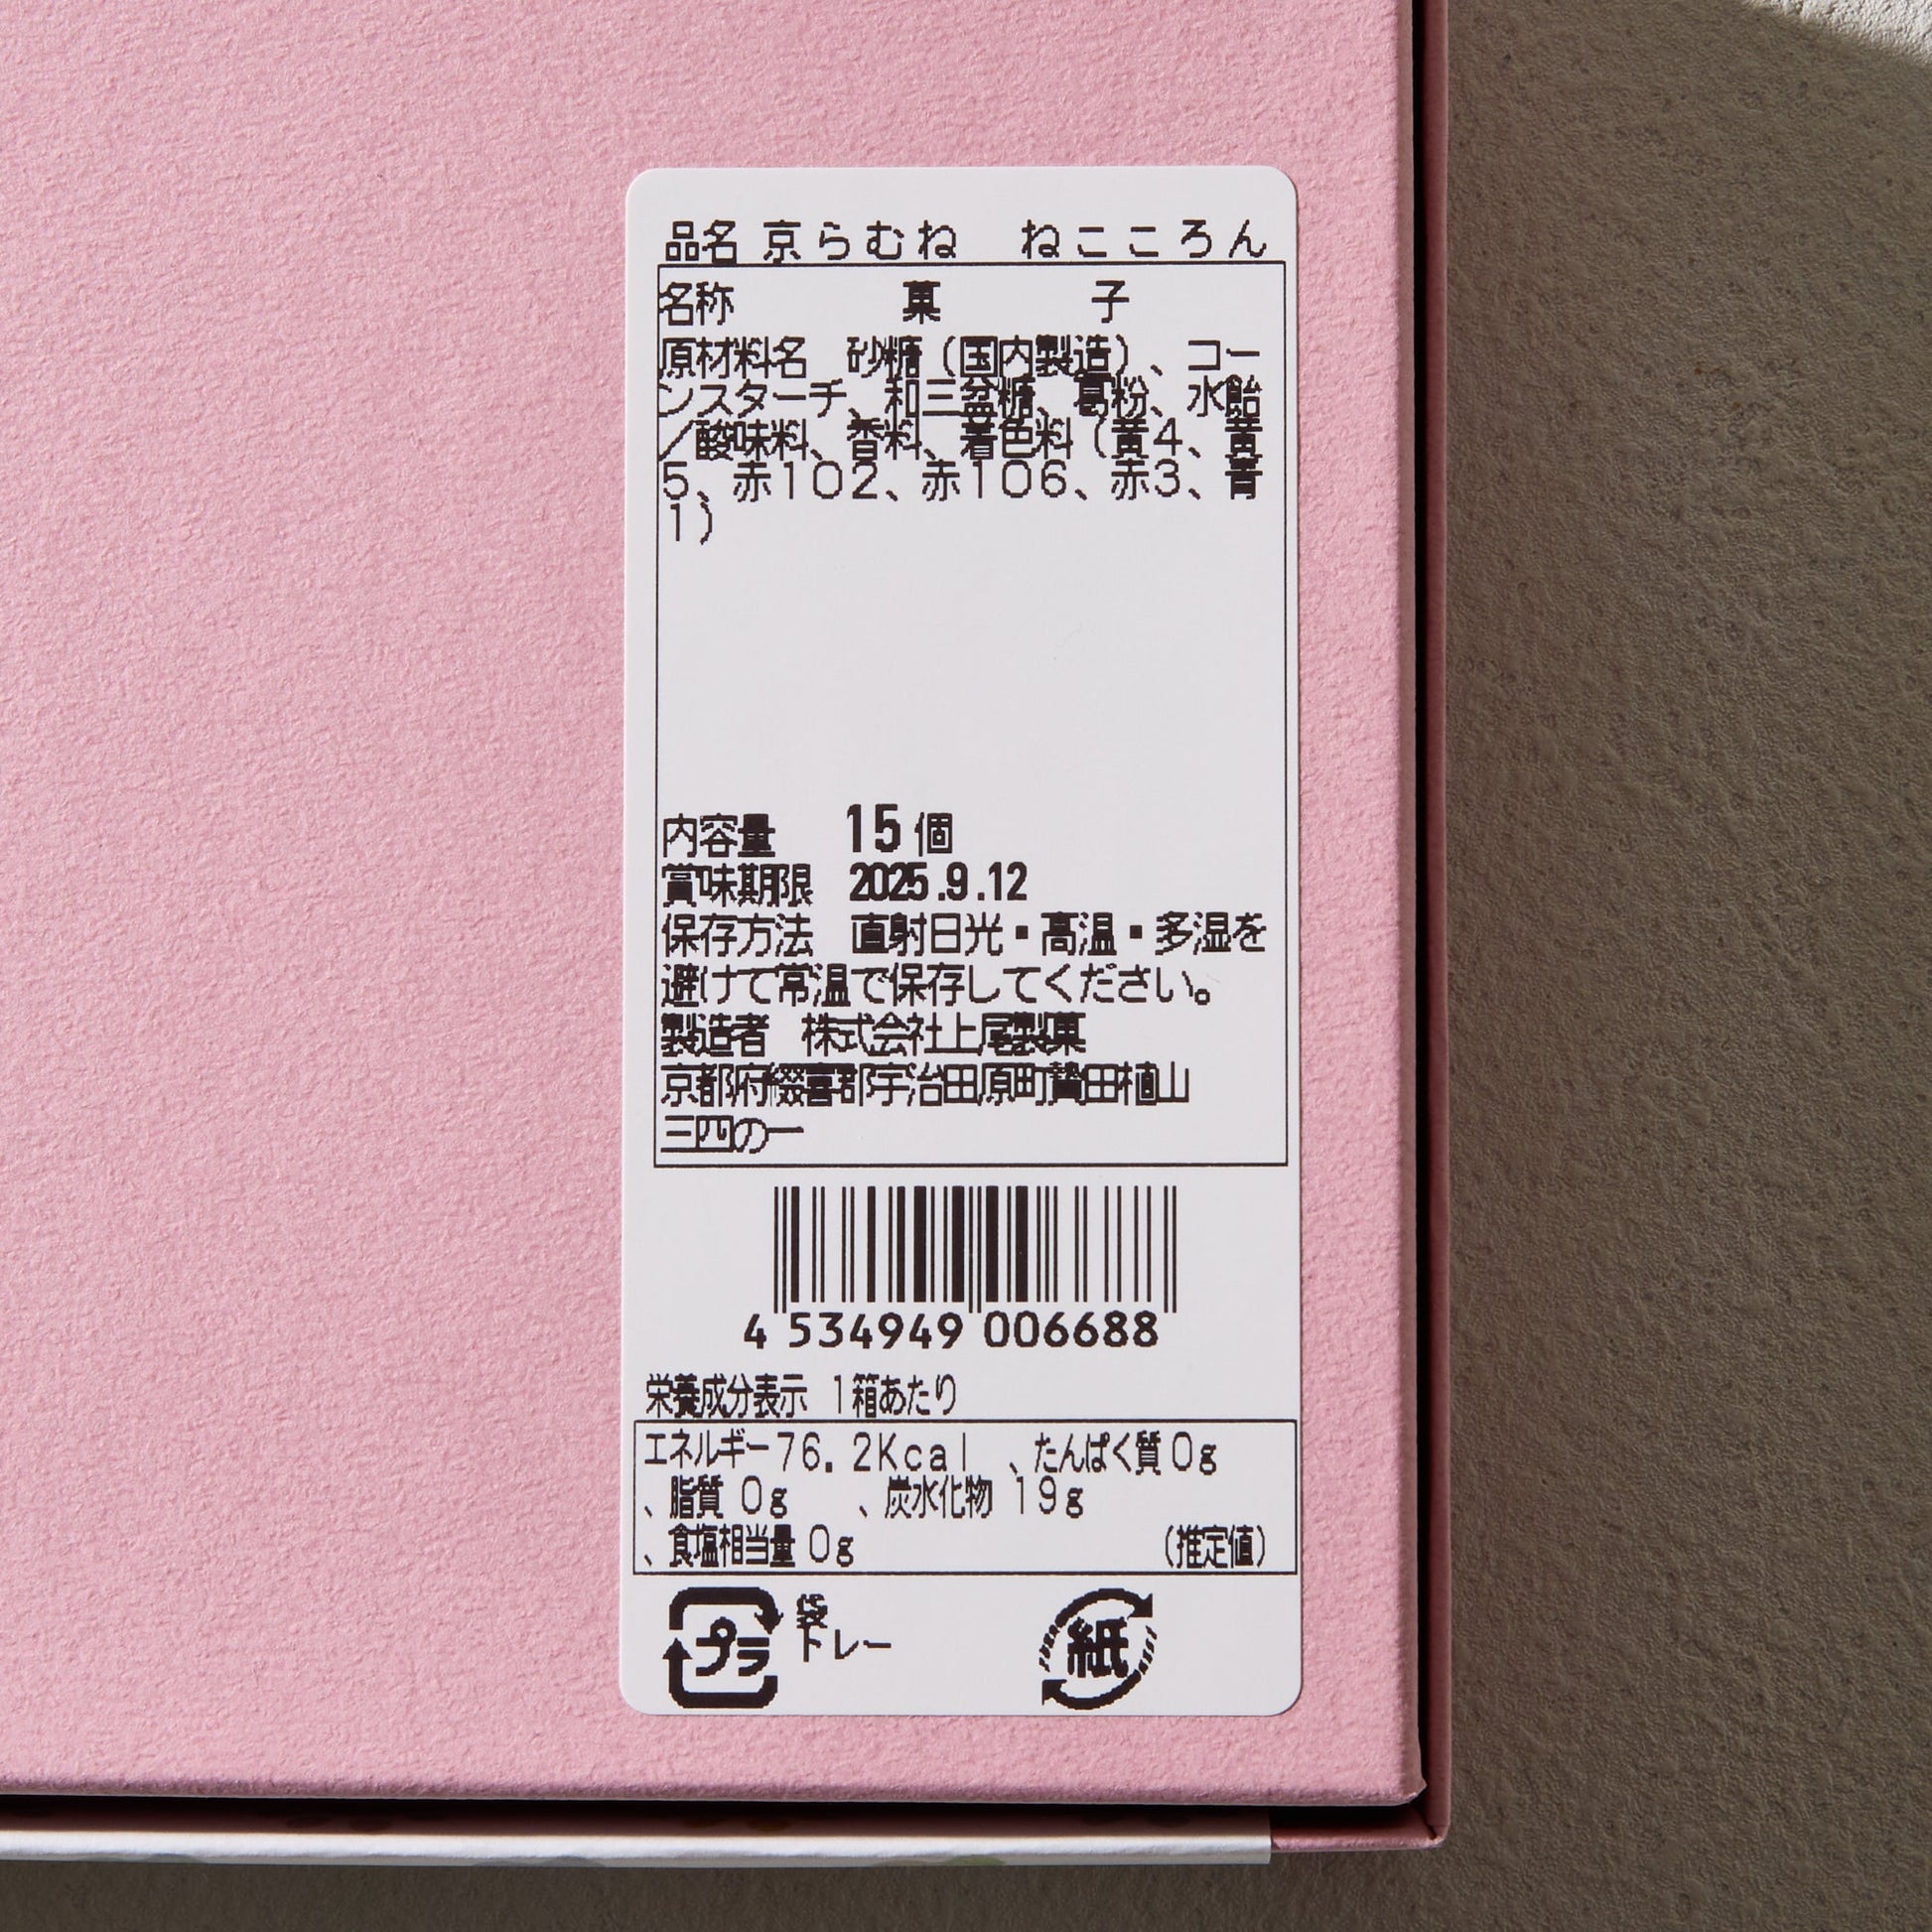 品名 京らむね　ねこころん
名称　菓　子
原材料名　砂糖（国内製造）、コー
ンスターチ、和三盆糖、葛粉、水飴
／酸味料、香料、着色料（黄4、黄
5、赤102、赤106、赤3、青
1）
内容量　15個
賞味期限　2025.9.12
保存方法　直射日光・高温・多湿を
避けて常温で保存してください。
製造者　株式会社上尾製菓
京都府綴喜郡宇治田原町贄田植山
三四の一
4 534949 006688
栄養成分表示　1箱あたり
エネルギー76.2Kcal　、たんぱく質0g
、脂質 0g　、炭水化物 19g
、食塩相当量0g　（推定値）
プラ 袋
トレー
紙